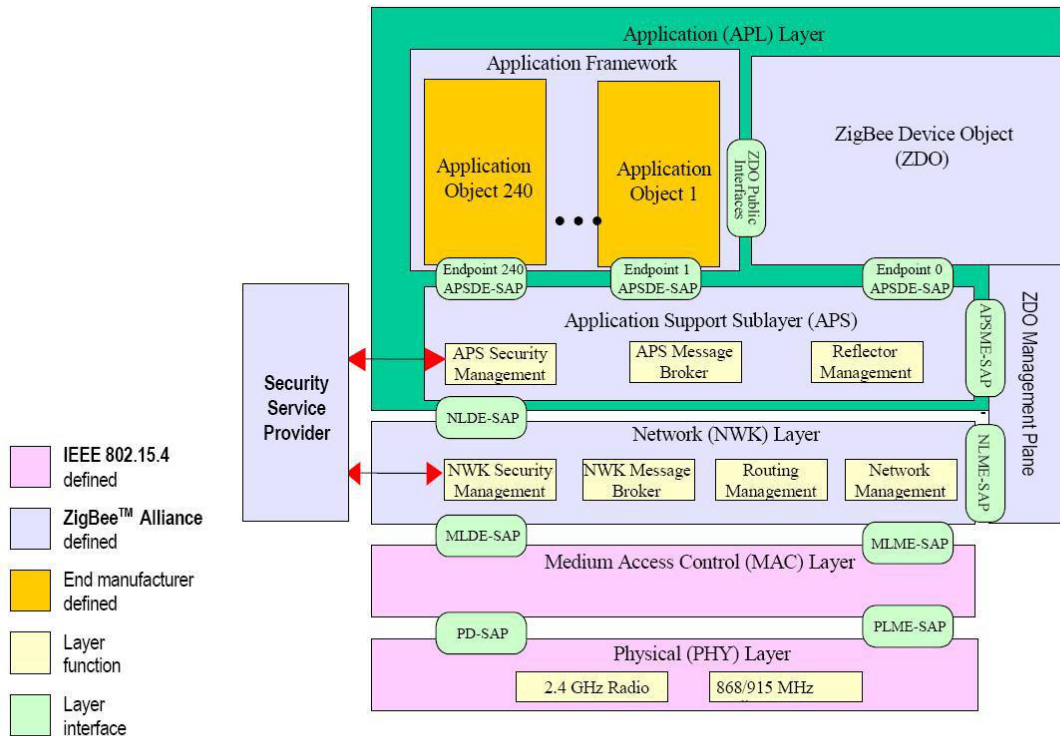 Application (APL) Layer
Application Framework
Application
Object 240
Application
Object 1
ZDO Public
Interfaces
ZigBee Device Object
(ZDO)
Endpoint 240
APSDE-SAP
Endpoint 1
APSDE-SAP
Endpoint 0
APSDE-SAP
Application Support Sublayer (APS)
APS Security
Management
APS Message
Broker
Reflector
Management
APSME-SAP
ZDO Management Plane
Security
Service
Provider
NLDE-SAP
Network (NWK) Layer
NWK Security
Management
NWK Message
Broker
Routing
Management
Network
Management
NLME-SAP
MLDE-SAP
MLME-SAP
Medium Access Control (MAC) Layer
PD-SAP
PLME-SAP
Physical (PHY) Layer
2.4 GHz Radio
868/915 MHz
IEEE 802.15.4
defined
ZigBee™ Alliance
defined
End manufacturer
defined
Layer
function
Layer
interface